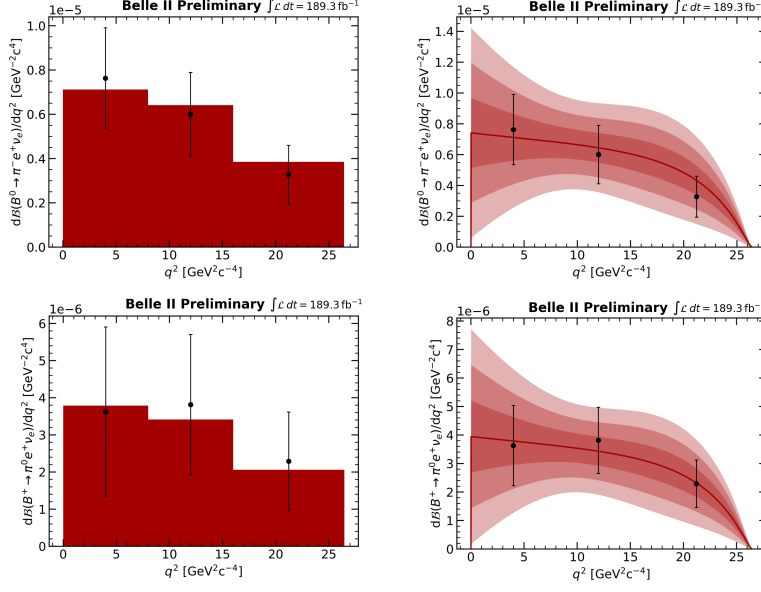 Belle II Preliminary ∫ℒ dt = 189.3 fb⁻¹
1e−5
dℬ(B⁰ → π⁻e⁺νₑ)/dq² [GeV⁻²c⁴]
1.0
0.8
0.6
0.4
0.2
0.0
0 5 10 15 20 25
q² [GeV²c⁻⁴]
Belle II Preliminary ∫ℒ dt = 189.3 fb⁻
1e−5
dℬ(B⁰ → π⁻e⁺νₑ)/dq² [GeV⁻²c⁴]
1.4
1.2
1.0
0.8
0.6
0.4
0.2
0.0
0 5 10 15 20 25
q² [GeV²c⁻⁴]
Belle II Preliminary ∫ℒ dt = 189.3 fb⁻¹
1e−6
dℬ(B⁺ → π⁰e⁺νₑ)/dq² [GeV⁻²c⁴]
6
5
4
3
2
1
0
0 5 10 15 20 25
q² [GeV²c⁻⁴]
Belle II Preliminary ∫ℒ dt = 189.3 fb⁻
1e−6
dℬ(B⁺ → π⁰e⁺νₑ)/dq² [GeV⁻²c⁴]
8
7
6
5
4
3
2
1
0
0 5 10 15 20 25
q² [GeV²c⁻⁴]